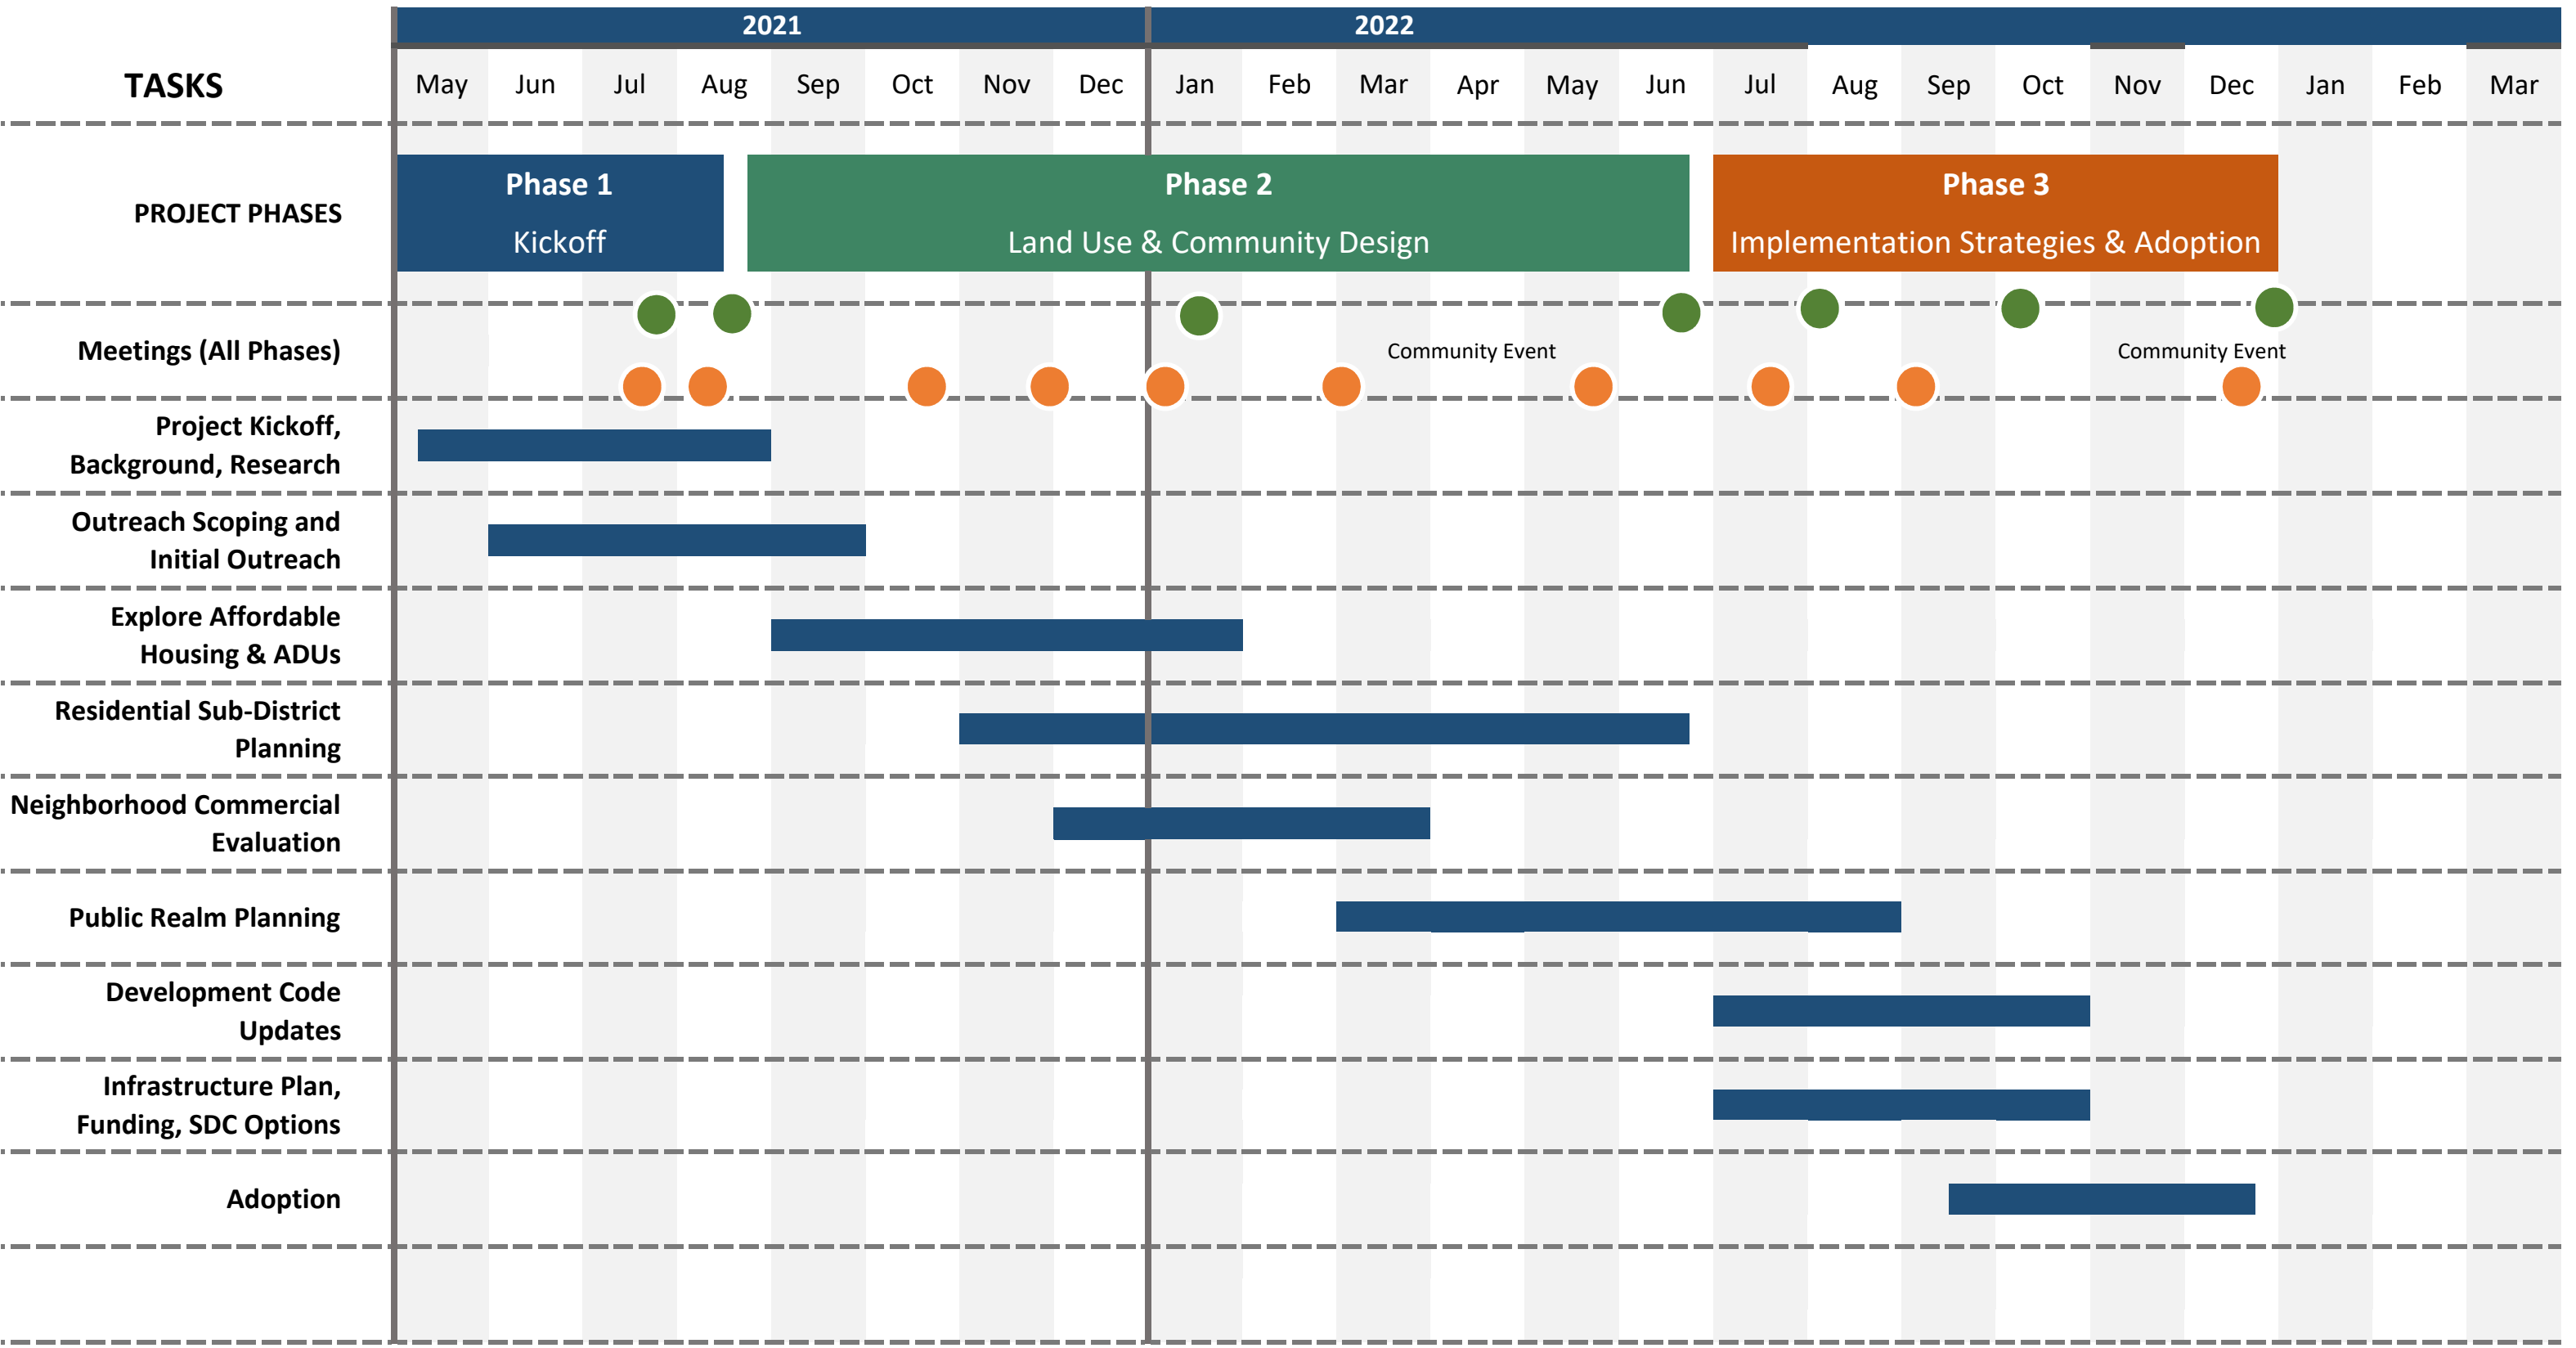 2021
2022
TASKS
May
Jun
Jul
Aug
Sep
Oct
Nov
Dec
Jan
Feb
Mar
Apr
May
Jun
Jul
Aug
Sep
Oct
Nov
Dec
Jan
Feb
Mar
PROJECT PHASES
Phase 1
Kickoff
Phase 2
Land Use & Community Design
Phase 3
Implementation Strategies & Adoption
Meetings (All Phases)
Community Event
Community Event
Project Kickoff,
Background, Research
Outreach Scoping and
Initial Outreach
Explore Affordable
Housing & ADUs
Residential Sub-District
Planning
Neighborhood Commercial
Evaluation
Public Realm Planning
Development Code
Updates
Infrastructure Plan,
Funding, SDC Options
Adoption